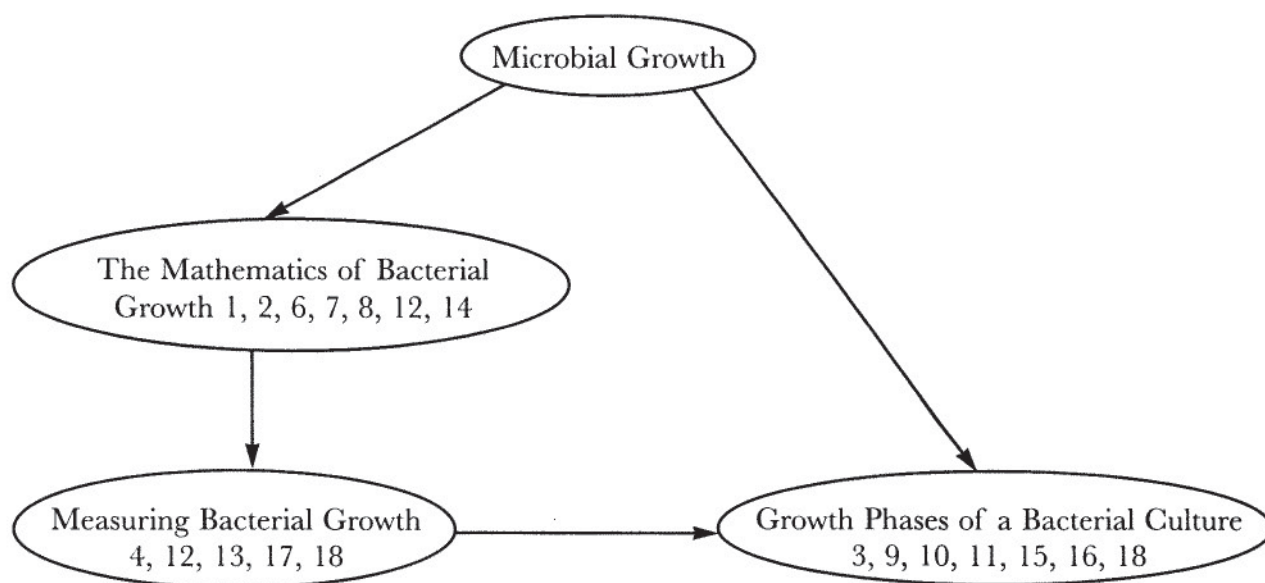 Microbial Growth
The Mathematics of Bacterial
Growth 1, 2, 6, 7, 8, 12, 14
Measuring Bacterial Growth
4, 12, 13, 17, 18
Growth Phases of a Bacterial Culture
3, 9, 10, 11, 15, 16, 18